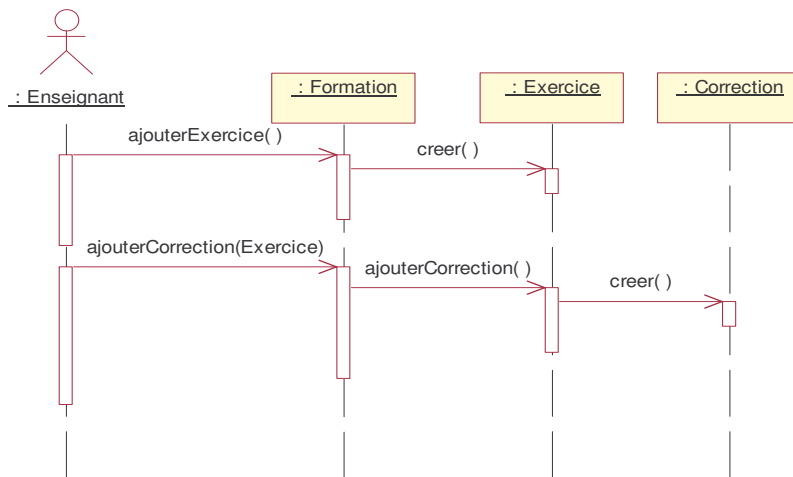 : Enseignant
: Formation
: Exercice
: Correction
ajouterExercice( )
creer( )
ajouterCorrection(Exercice)
ajouterCorrection( )
creer( )